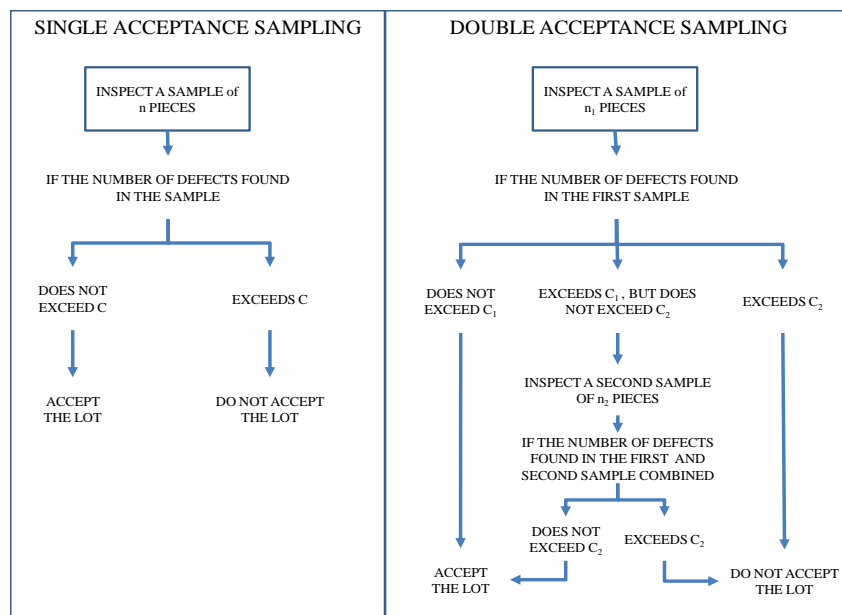 SINGLE ACCEPTANCE SAMPLING
INSPECT A SAMPLE of
n PIECES
IF THE NUMBER OF DEFECTS FOUND
IN THE SAMPLE
DOES NOT
EXCEED C
EXCEEDS C
ACCEPT
THE LOT
DO NOT ACCEPT
THE LOT
DOUBLE ACCEPTANCE SAMPLING
INSPECT A SAMPLE of
n₁ PIECES
IF THE NUMBER OF DEFECTS FOUND
IN THE FIRST SAMPLE
DOES NOT
EXCEED C₁
EXCEEDS C₁ , BUT DOES
NOT EXCEED C₂
EXCEEDS C₂
INSPECT A SECOND SAMPLE
OF n₂ PIECES
IF THE NUMBER OF DEFECTS
FOUND IN THE FIRST AND
SECOND SAMPLE COMBINED
DOES NOT
EXCEED C₂
EXCEEDS C₂
ACCEPT
THE LOT
DO NOT ACCEPT
THE LOT